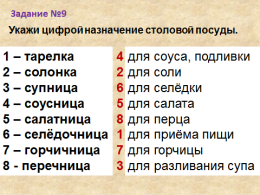 Задание №9
Укажи цифрой назначение столовой посуды.
1 – тарелка 4 для соуса, подливки
2 – солонка 2 для соли
3 – супница 6 для селёдки
4 – соусница 5 для салата
5 – салатница 8 для перца
6 – селёдочница 1 для приёма пищи
7 – горчичница 7 для горчицы
8 - перечница 3 для разливания супа